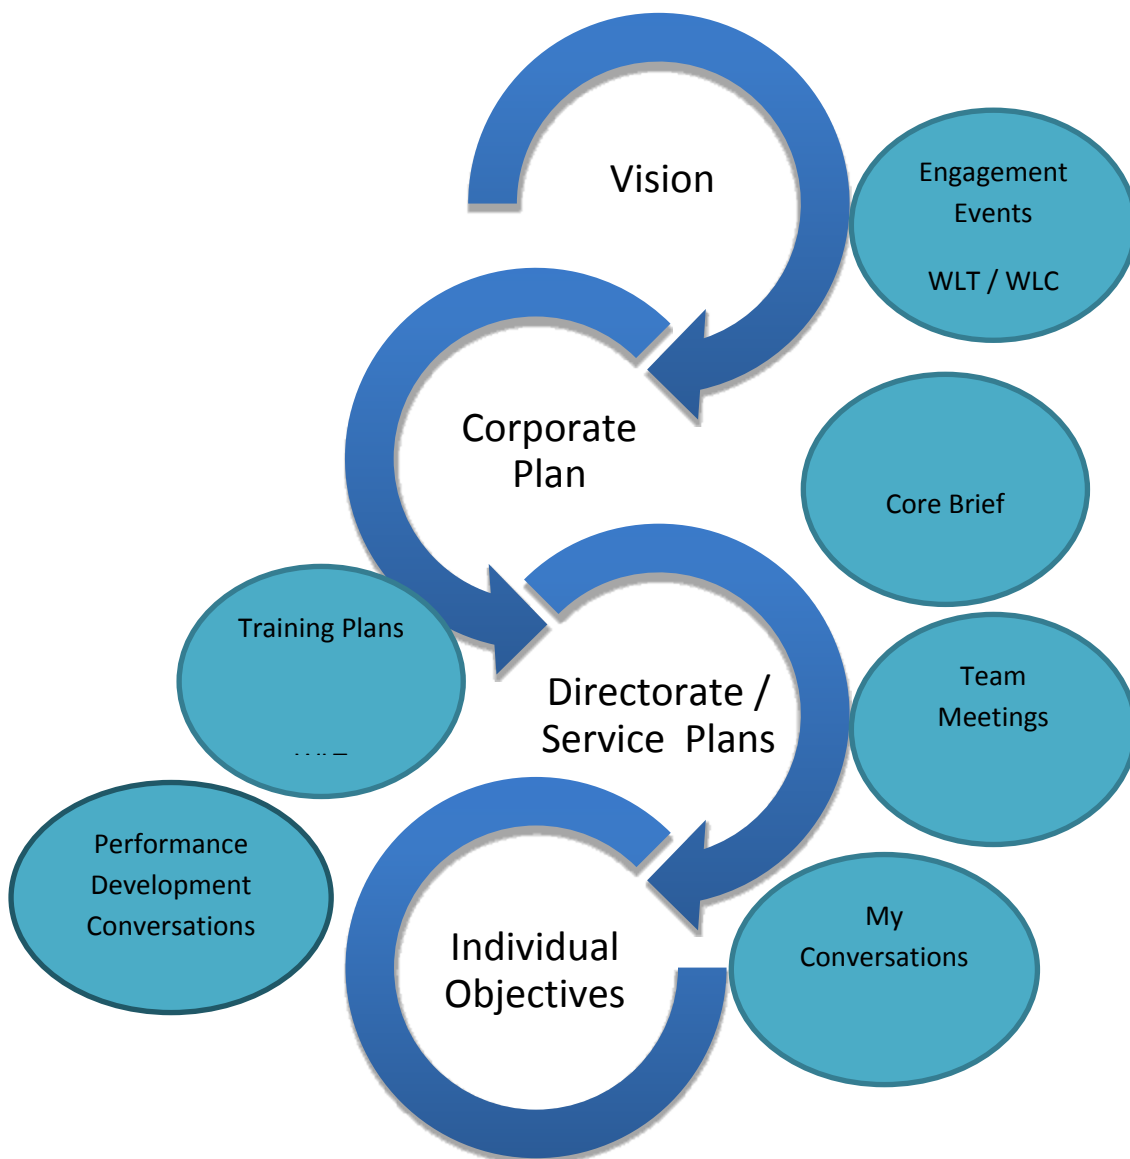 Vision
Engagement
Events
WLT / WLC
Corporate
Plan
Core Brief
Training Plans
Directorate /
Service Plans
Team
Meetings
Performance
Development
Conversations
Individual
Objectives
My
Conversations